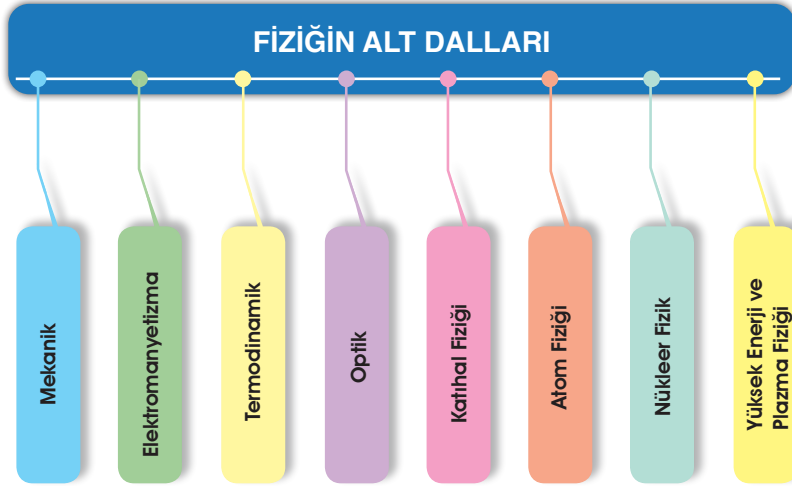 FİZİĞİN ALT DALLARI
Mekanik
Elektromanyetizma
Termodinamik
Optik
Katıhal Fiziği
Atom Fiziği
Nükleer Fizik
Yüksek Enerji ve
Plazma Fiziği